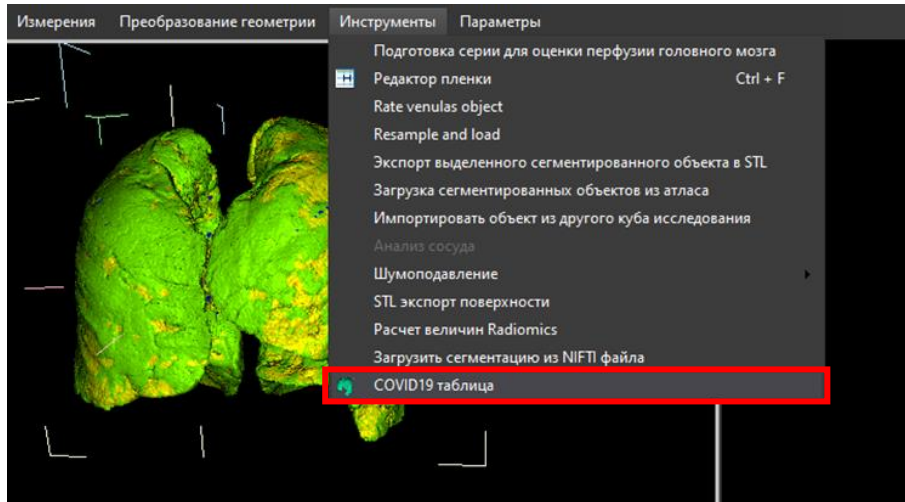 Измерения Преобразование геометрии Инструменты Параметры
Подготовка серии для оценки перфузии головного мозга
Редактор пленки Ctrl + F
Rate venulas object
Resample and load
Экспорт выделенного сегментированного объекта в STL
Загрузка сегментированных объектов из атласа
Импортировать объект из другого куба исследования
Анализ сосуда
Шумоподавление
STL экспорт поверхности
Расчет величин Radiomics
Загрузить сегментацию из NIFTI файла
COVID19 таблица